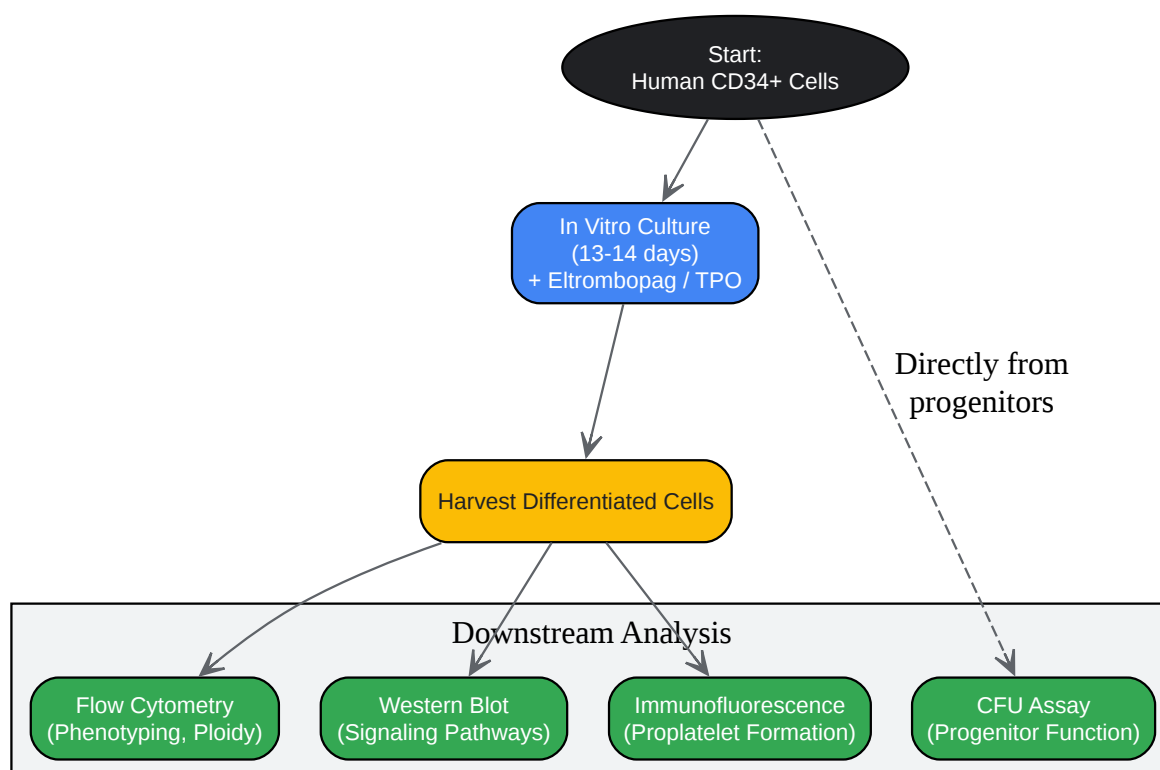 Start:
Human CD34+ Cells
In Vitro Culture
(13-14 days)
+ Eltrombopag / TPO
Directly from
progenitors
Harvest Differentiated Cells
Downstream Analysis
Flow Cytometry
(Phenotyping, Ploidy)
Western Blot
(Signaling Pathways)
Immunofluorescence
(Proplatelet Formation)
CFU Assay
(Progenitor Function)